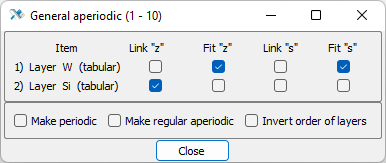 General aperiodic (1 - 10)
Item Link "z" Fit "z" Link "s" Fit "s"
1) Layer W (tabular)
2) Layer Si (tabular)
Make periodic Make regular aperiodic Invert order of layers
Close